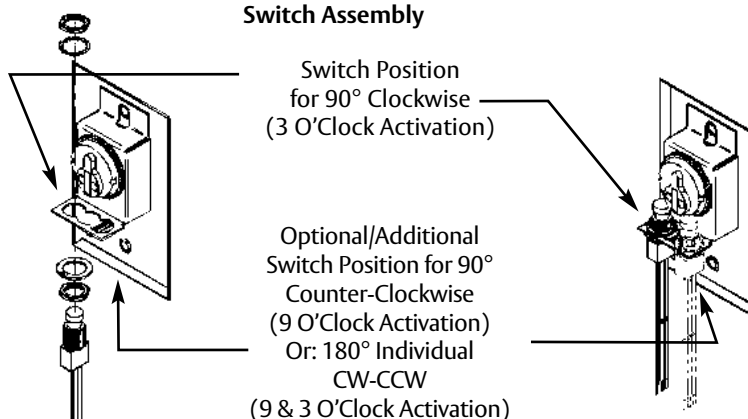 Switch Assembly
Switch Position
for 90° Clockwise
(3 O'Clock Activation)
Optional/Additional
Switch Position for 90°
Counter-Clockwise
(9 O'Clock Activation)
Or: 180° Individual
CW-CCW
(9 & 3 O'Clock Activation)